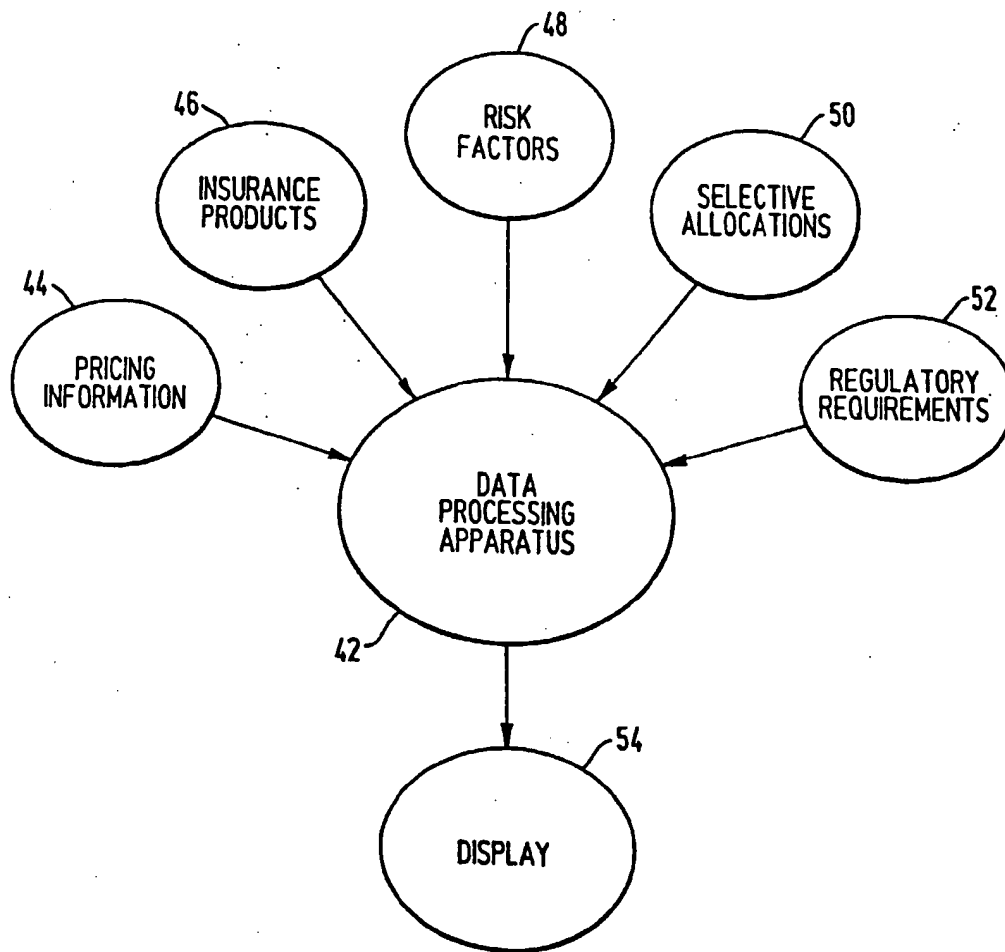 48
RISK
FACTORS
46
INSURANCE
PRODUCTS
50
SELECTIVE
ALLOCATIONS
44
PRICING
INFORMATION
52
REGULATORY
REQUIREMENTS
DATA
PROCESSING
APPARATUS
42
54
DISPLAY